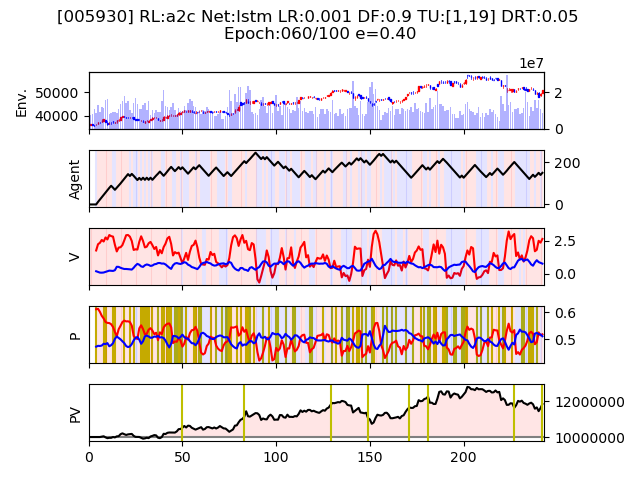 [005930] RL:a2c Net:lstm LR:0.001 DF:0.9 TU:[1,19] DRT:0.05
Epoch:060/100 e=0.40
1e7
Env.
50000
40000
2
0
Agent
200
0
V
2.5
0.0
P
0.6
0.5
PV
12000000
10000000
0 50 100 150 200